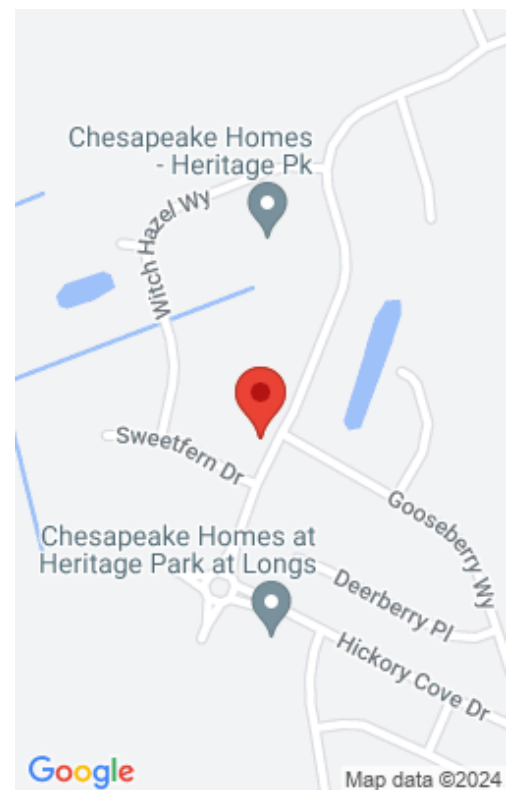 Chesapeake Homes
- Heritage Pk
Witch Hazel Wy
Sweetfern Dr
Gooseberry Wy
Chesapeake Homes at
Heritage Park at Longs
Deerberry Pl
Hickory Cove Dr
Google
Map data ©2024